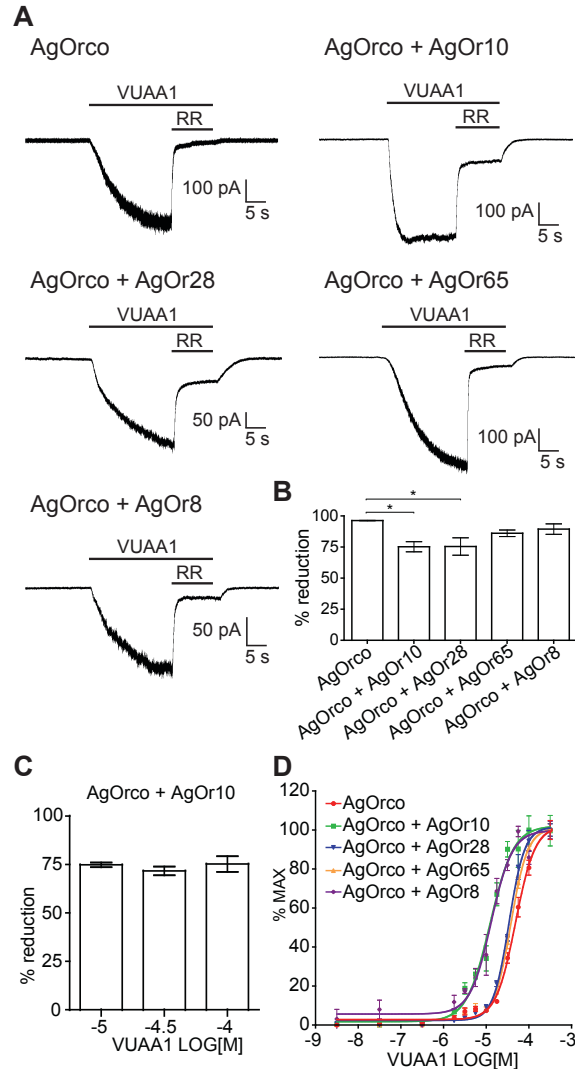 A
AgOrco
VUAA1
RR
100 pA
5 s
AgOrco + AgOr10
VUAA1
RR
100 pA
5 s
AgOrco + AgOr28
VUAA1
RR
50 pA
5 s
AgOrco + AgOr65
VUAA1
RR
100 pA
5 s
AgOrco + AgOr8
VUAA1
RR
50 pA
5 s
B
*
*
100
75
50
25
0
% reduction
AgOrco
AgOrco + AgOr10
AgOrco + AgOr28
AgOrco + AgOr65
AgOrco + AgOr8
C
AgOrco + AgOr10
100
75
50
25
0
% reduction
-5 -4.5 -4
VUAA1 LOG[M]
D
120
100
80
60
40
20
0
% MAX
AgOrco
AgOrco + AgOr10
AgOrco + AgOr28
AgOrco + AgOr65
AgOrco + AgOr8
-9 -8 -7 -6 -5 -4 -3
VUAA1 LOG[M]